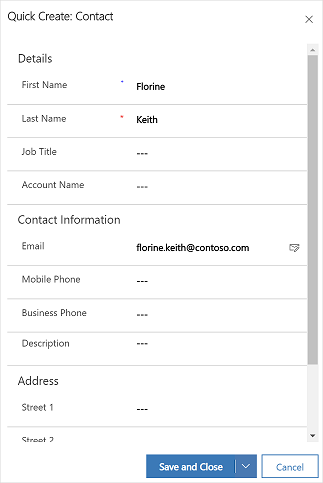 Quick Create: Contact
Details
First Name * Florine
Last Name * Keith
Job Title ---
Account Name ---
Contact Information
Email florine.keith@contoso.com
Mobile Phone ---
Business Phone ---
Description ---
Address
Street 1 ---
Street 2
Save and Close Cancel